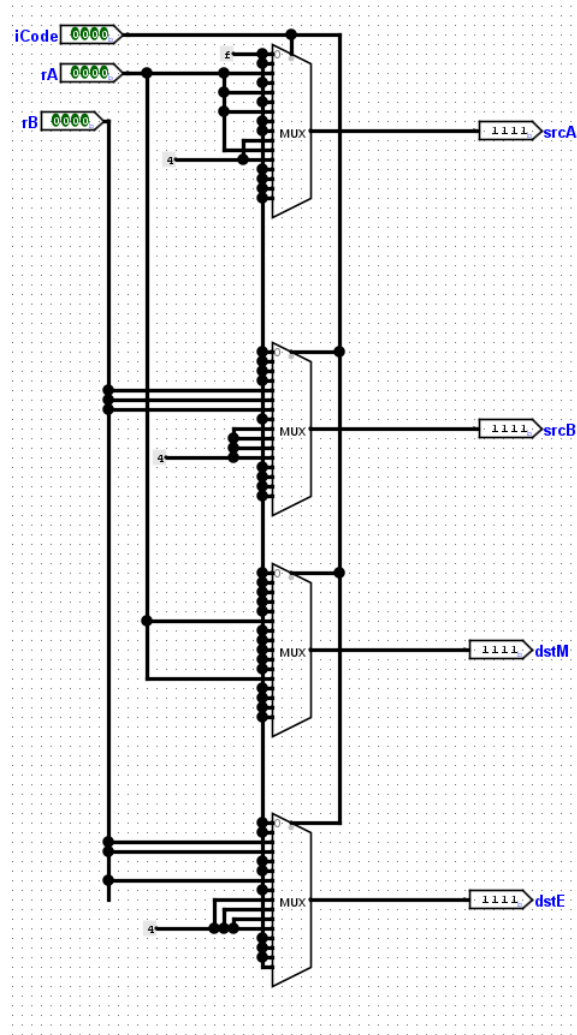 iCode 0000
f 0
rA 0000
rB 0000
MUX 1111 srcA
4
0
MUX 1111 srcB
4
0
MUX 1111 dstM
0
MUX 1111 dstE
4